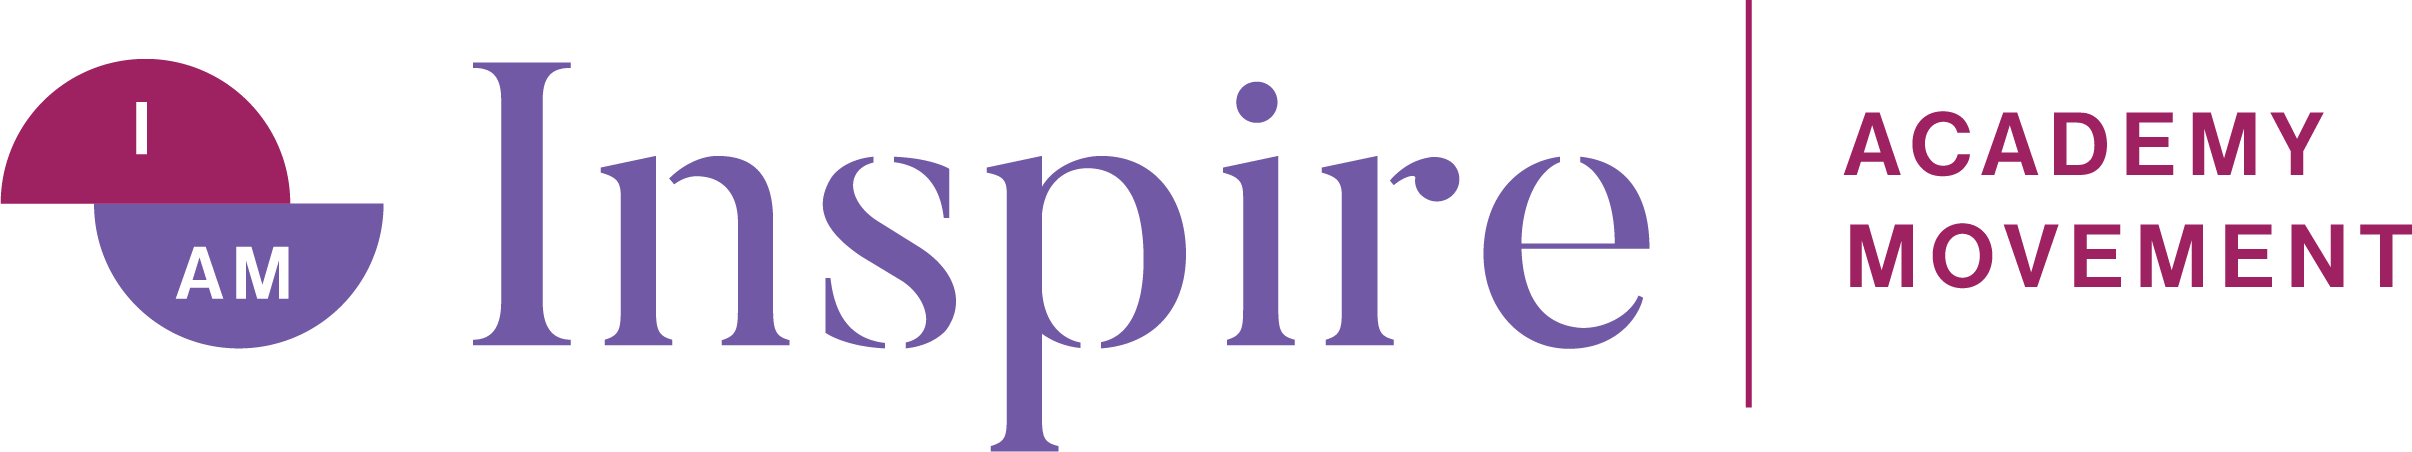 I
AM
Inspire
ACADEMY
MOVEMENT